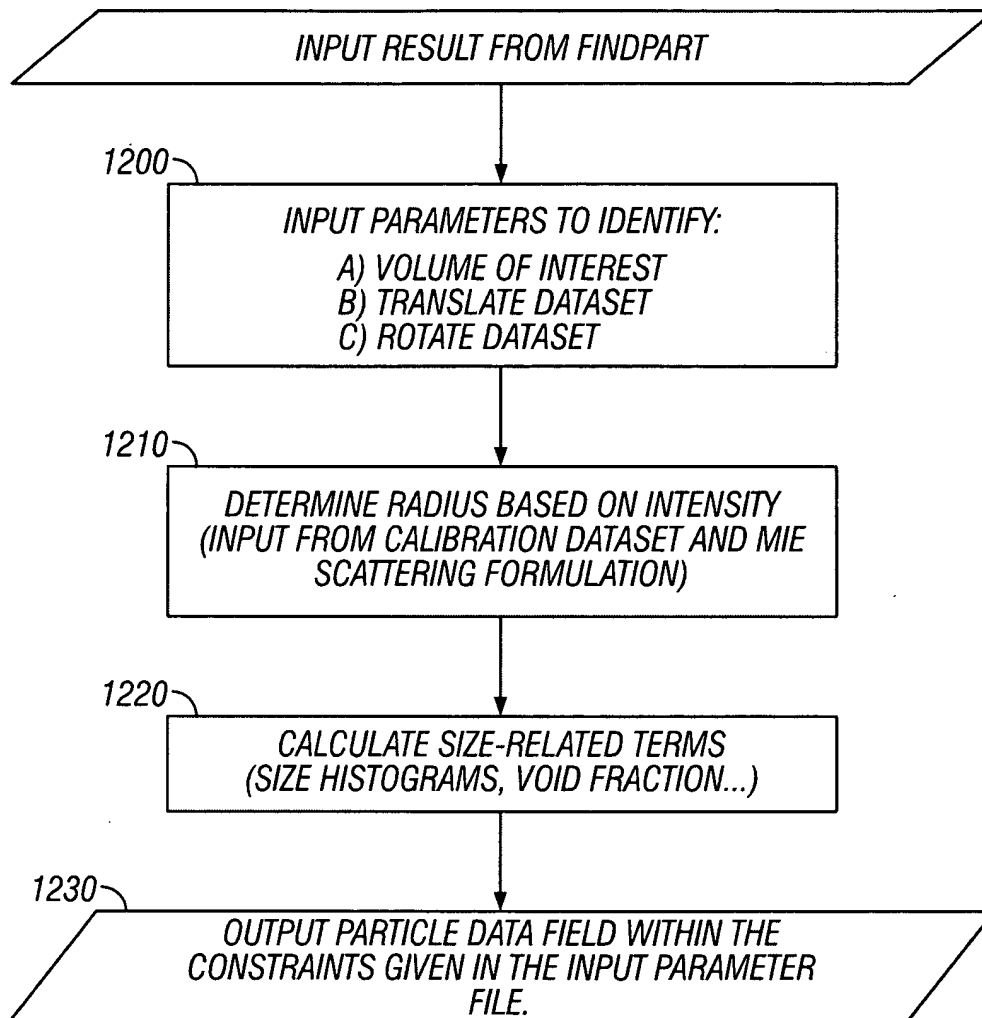 INPUT RESULT FROM FINDPART
1200
INPUT PARAMETERS TO IDENTIFY:
A) VOLUME OF INTEREST
B) TRANSLATE DATASET
C) ROTATE DATASET
1210
DETERMINE RADIUS BASED ON INTENSITY
(INPUT FROM CALIBRATION DATASET AND MIE
SCATTERING FORMULATION)
1220
CALCULATE SIZE-RELATED TERMS
(SIZE HISTOGRAMS, VOID FRACTION...)
1230
OUTPUT PARTICLE DATA FIELD WITHIN THE
CONSTRAINTS GIVEN IN THE INPUT PARAMETER
FILE.